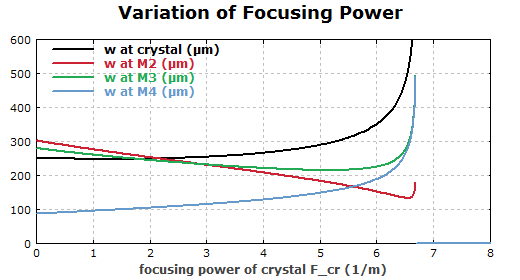 Variation of Focusing Power
600
500
400
300
200
100
0
w at crystal (μm)
w at M2 (μm)
w at M3 (μm)
w at M4 (μm)
0 1 2 3 4 5 6 7 8
focusing power of crystal F_cr (1/m)